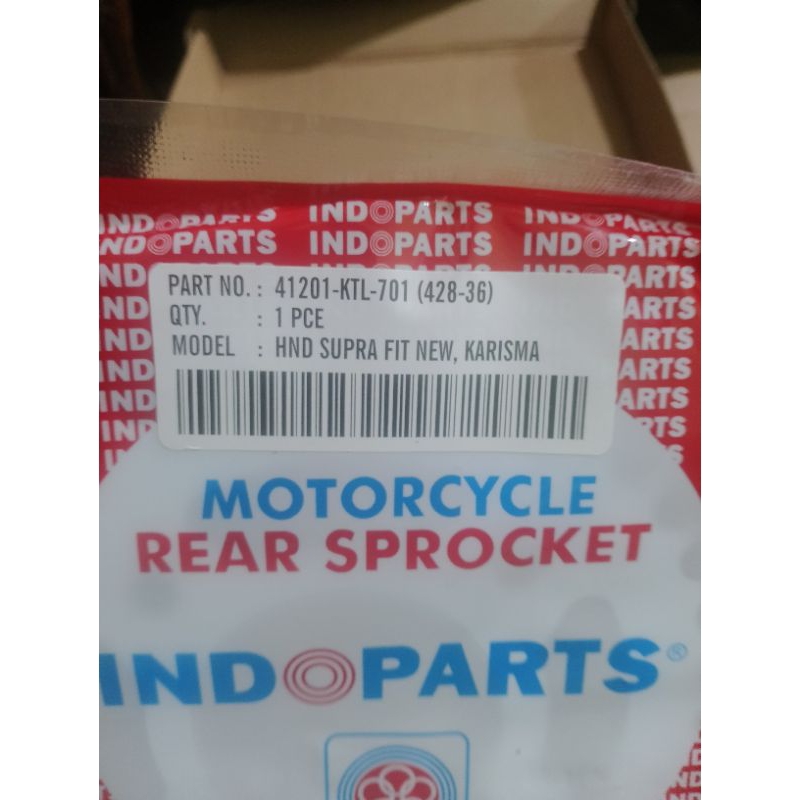 INDOPARTS INDOPARTS INDOPARTS
INDOPARTS INDOPARTS INDOPARTS
PART NO. : 41201-KTL-701 (428-36)
QTY. : 1 PCE
MODEL : HND SUPRA FIT NEW, KARISMA
MOTORCYCLE
REAR SPROCKET
INDOPARTS®